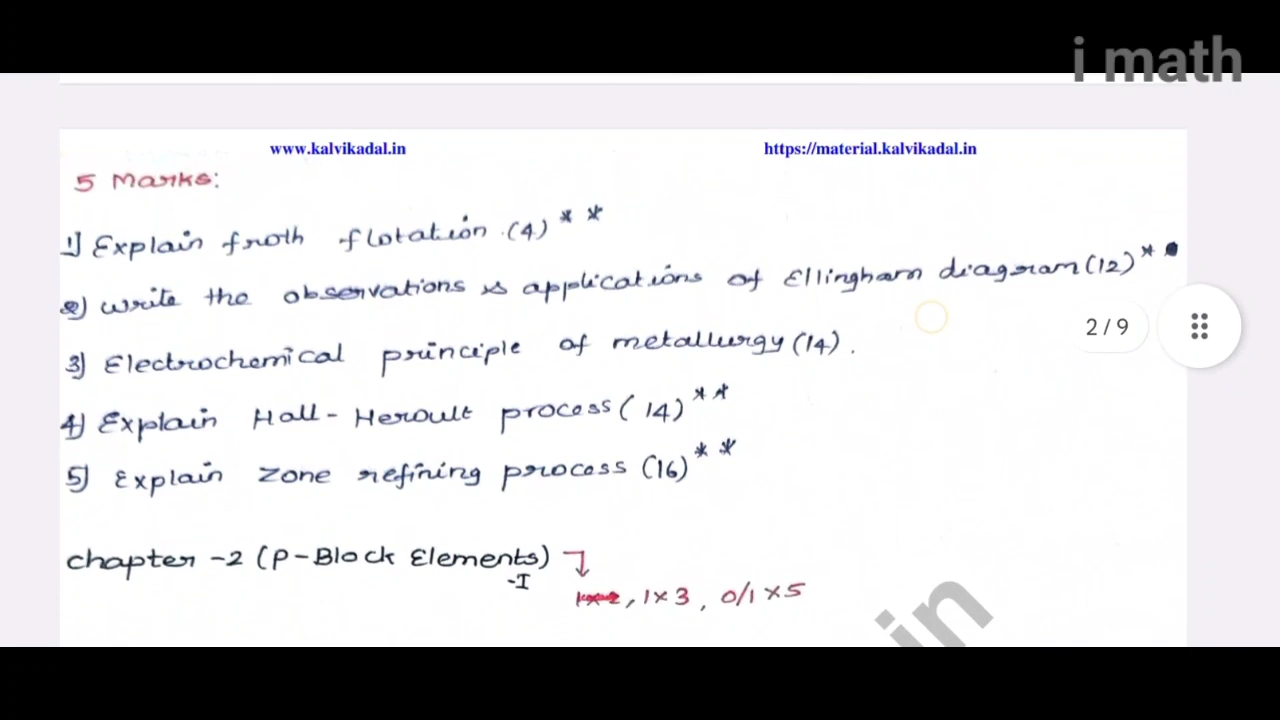 i math
www.kalvikadal.in https://material.kalvikadal.in
5 Marks:
1) Explain froth flotation (4) **
2) Write the observations & applications of Ellingham diagram (12) *
3) Electrochemical principle of metallurgy (14).
2 / 9
4) Explain Hall-Heroult process (14) **
5) Explain zone refining process (16) **
chapter -2 (P-Block Elements)
-I
, 1×3, 0/1×5
in